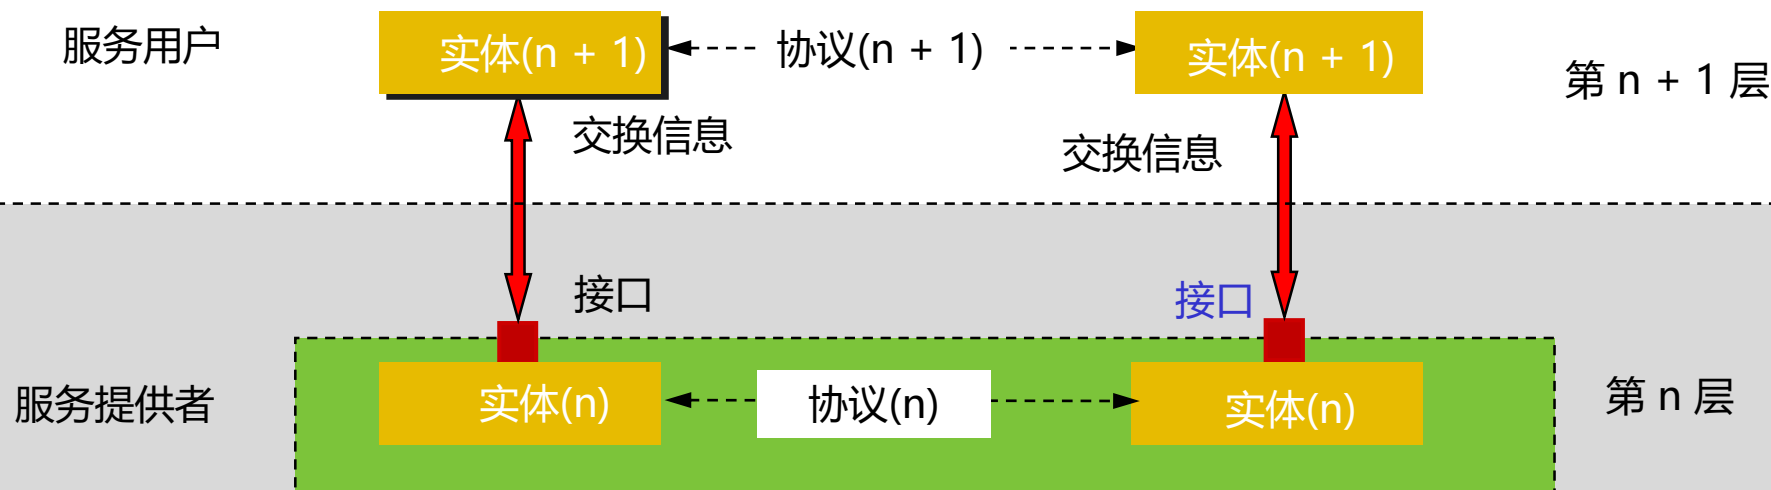 服务用户
实体(n + 1)
协议(n + 1)
实体(n + 1)
第 n + 1 层
交换信息
交换信息
接口
接口
服务提供者
实体(n)
协议(n)
实体(n)
第 n 层